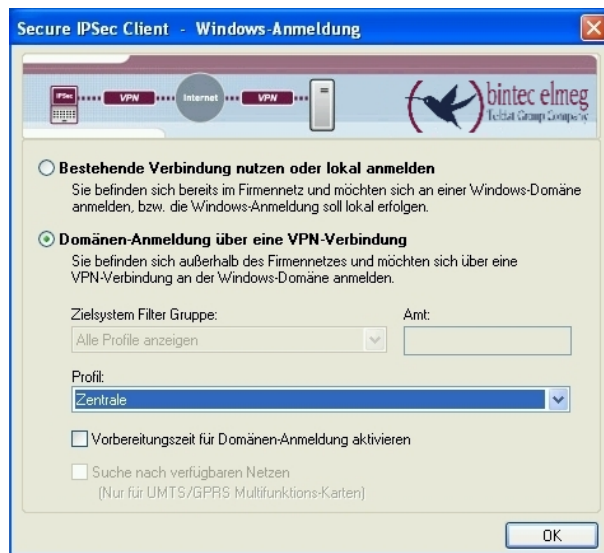 Secure IPSec Client - Windows-Anmeldung
IPSec VPN Internet VPN
bintec elmeg
Teldat Group Company
Bestehende Verbindung nutzen oder lokal anmelden
Sie befinden sich bereits im Firmennetz und möchten sich an einer Windows-Domäne
anmelden, bzw. die Windows-Anmeldung soll lokal erfolgen.
Domänen-Anmeldung über eine VPN-Verbindung
Sie befinden sich außerhalb des Firmennetzes und möchten sich über eine
VPN-Verbindung an der Windows-Domäne anmelden.
Zielsystem Filter Gruppe: Amt:
Alle Profile anzeigen
Profil:
Zentrale
Vorbereitungszeit für Domänen-Anmeldung aktivieren
Suche nach verfügbaren Netzen
(Nur für UMTS/GPRS Multifunktions-Karten)
OK